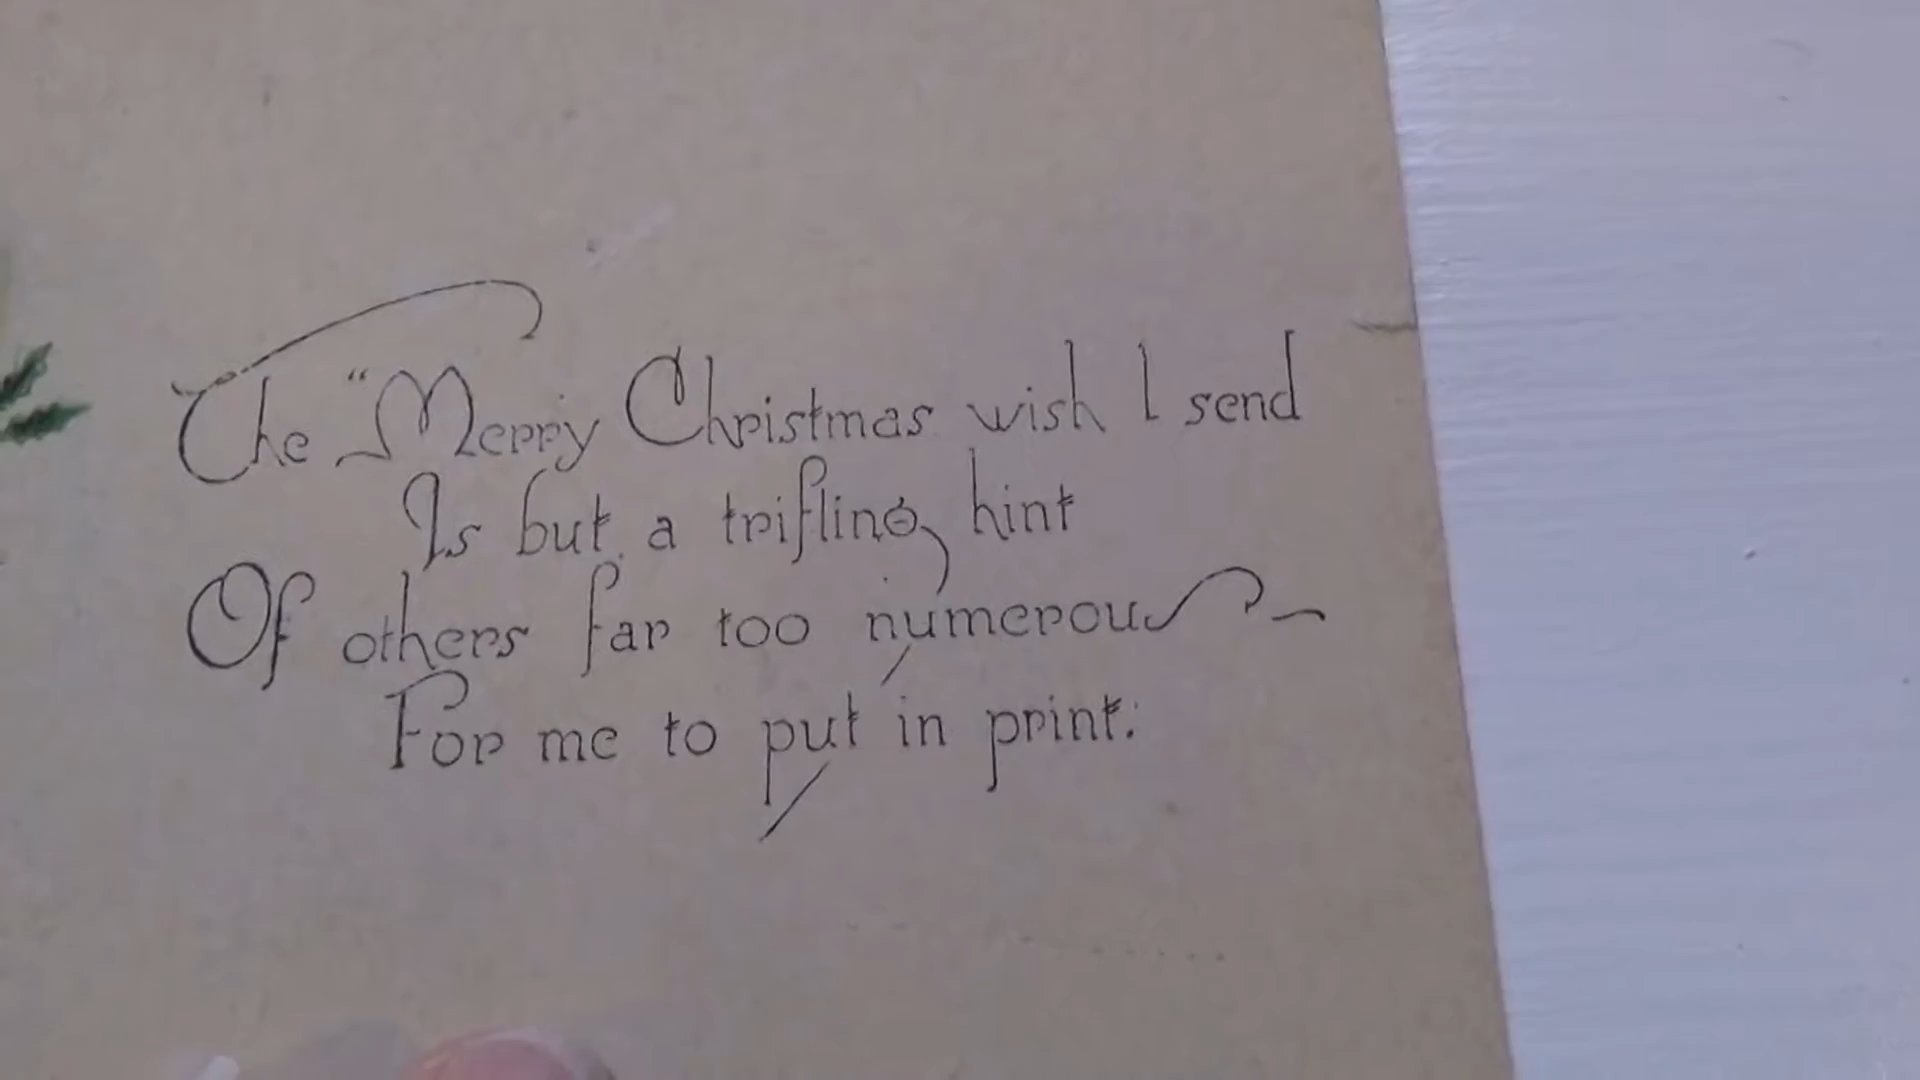 The “Merry Christmas wish I send
Is but a trifling hint
Of others far too numerous
For me to put in print.